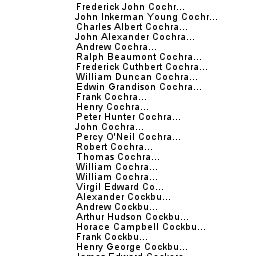 Frederick John Cochr...
John Inkerman Young Cochr...
Charles Albert Cochra...
John Alexander Cochra...
Andrew Cochra...
Ralph Beaumont Cochra...
Frederick Cuthbert Cochra...
William Duncan Cochra...
Edwin Grandison Cochra...
Frank Cochra...
Henry Cochra...
Peter Hunter Cochra...
John Cochra...
Percy O'Neil Cochra...
Robert Cochra...
Thomas Cochra...
William Cochra...
William Cochra...
Virgil Edward Co...
Alexander Cockbu...
Andrew Cockbu...
Arthur Hudson Cockbu...
Horace Campbell Cockbu...
Frank Cockbu...
Henry George Cockbu...
James Edward